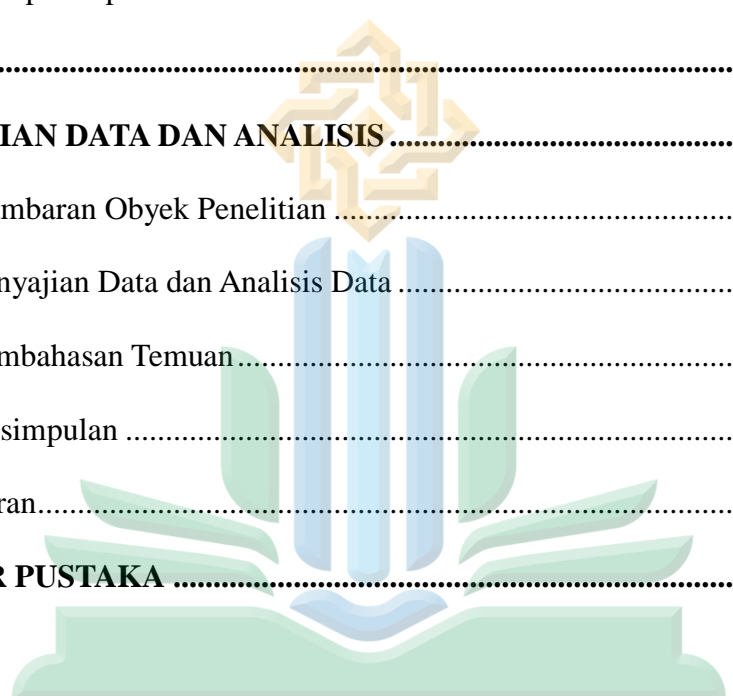 ....................................................................................
IAN DATA DAN ANALISIS ........................................
mbaran Obyek Penelitian ..............................................
nyajian Data dan Analisis Data .......................................
mbahasan Temuan .........................................................
simpulan .......................................................................
ran .................................................................................
R PUSTAKA .................................................................